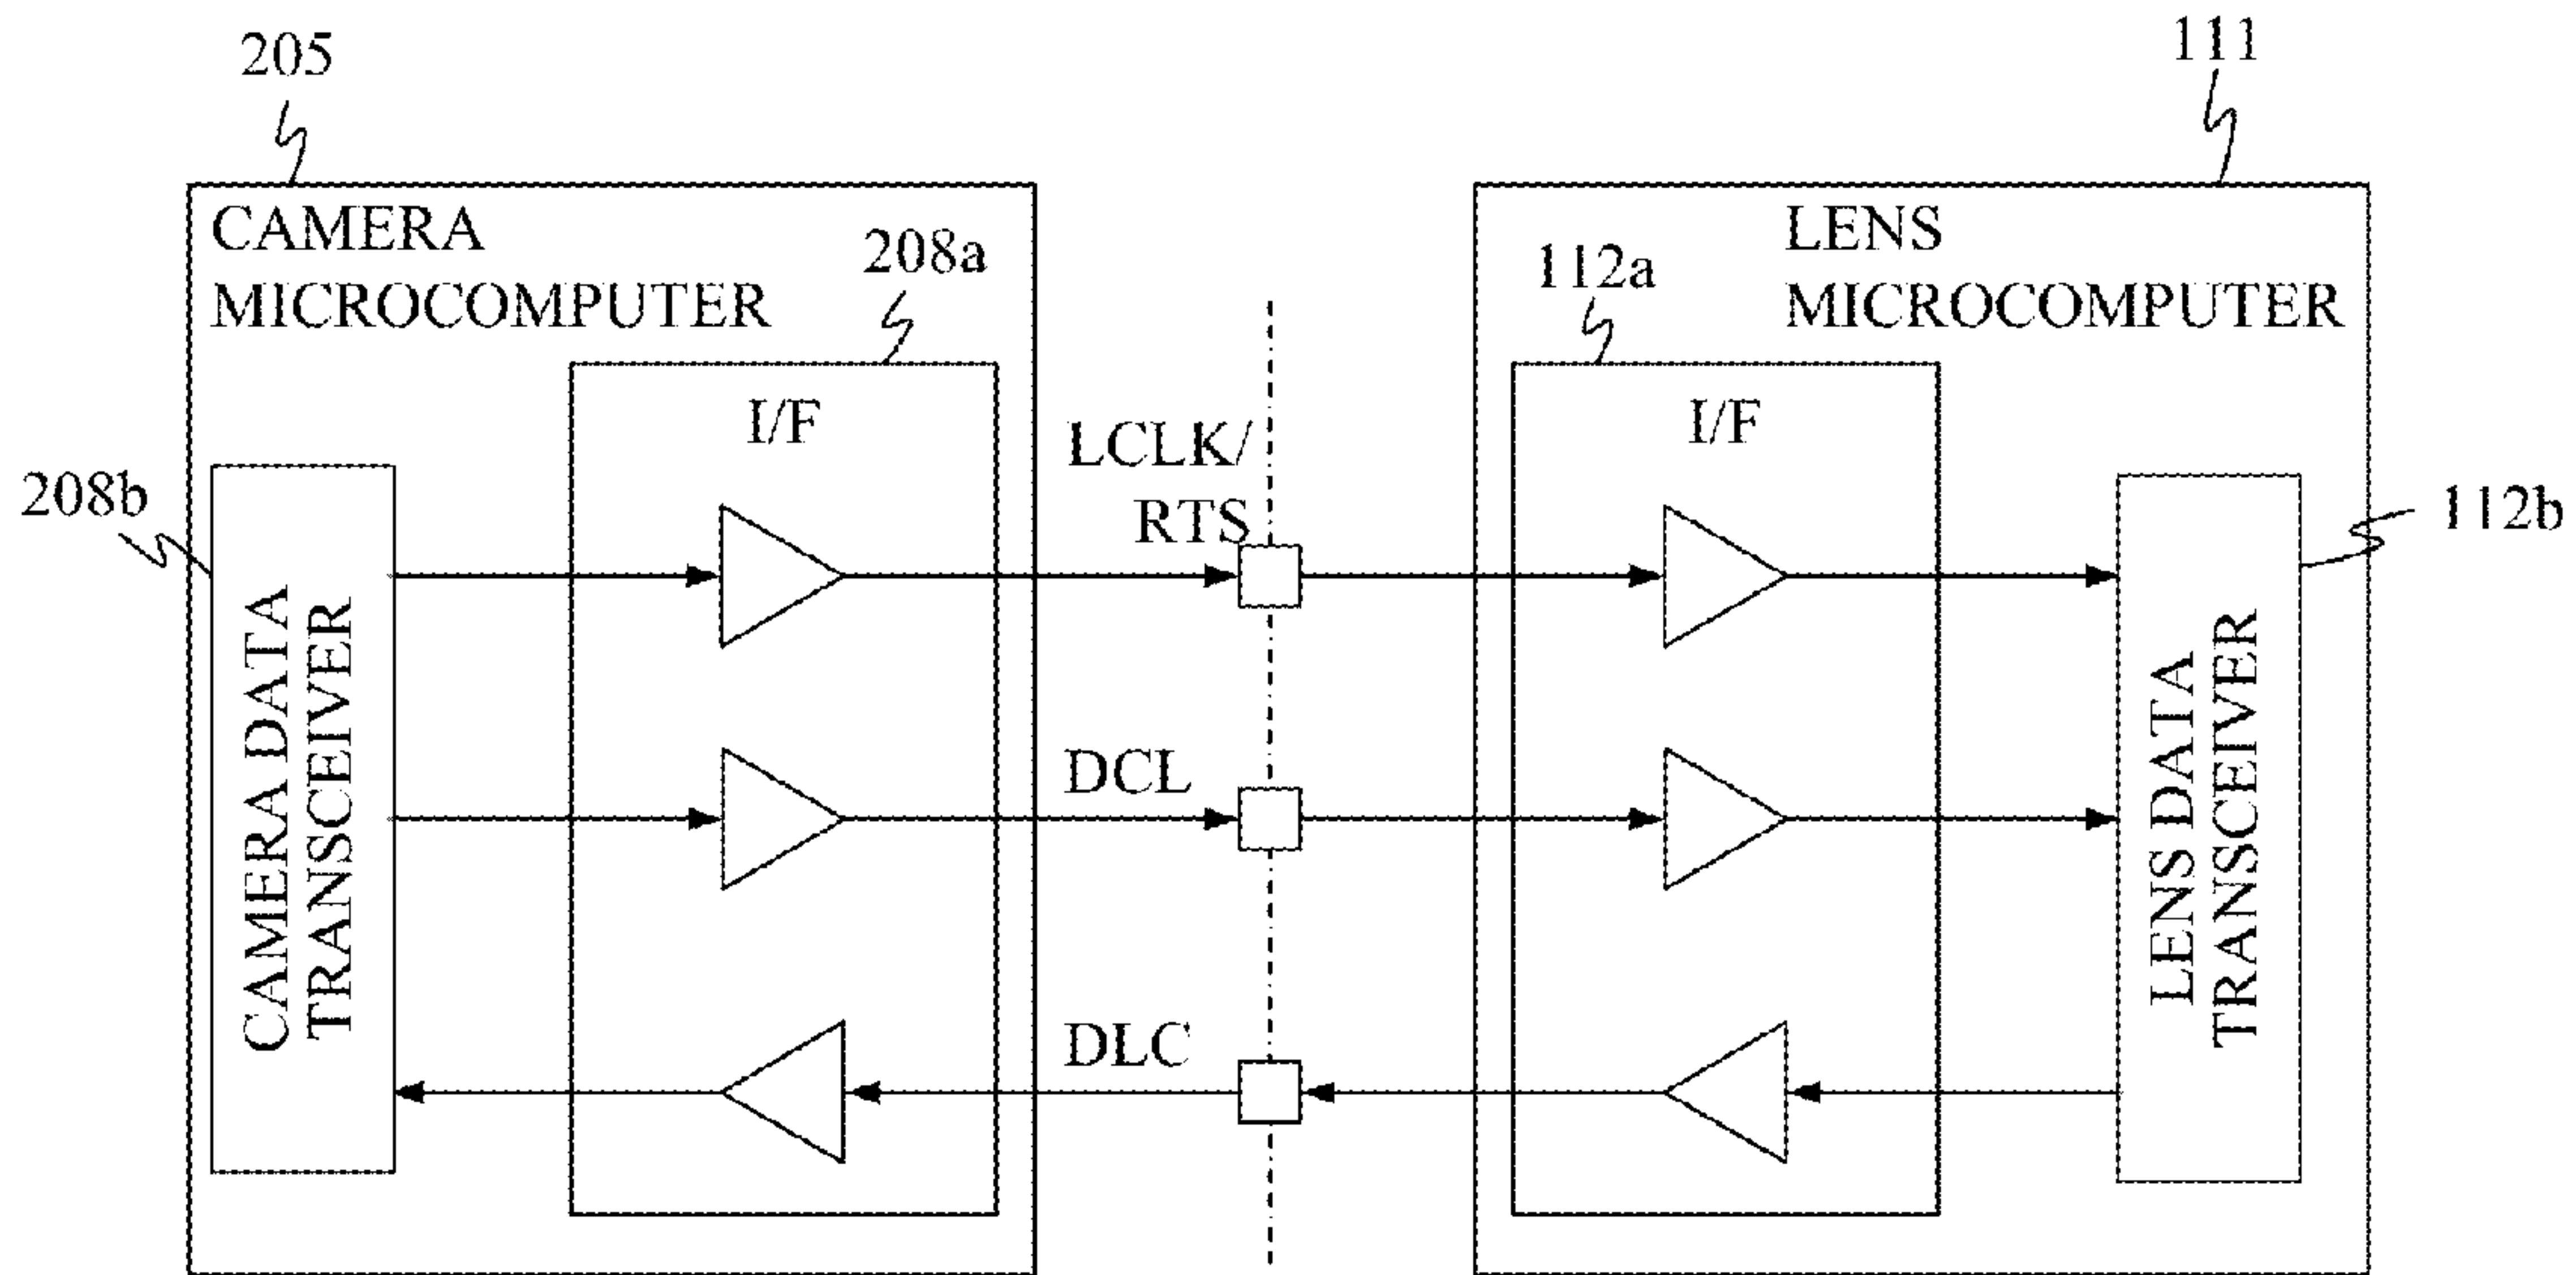 205
111
CAMERA
MICROCOMPUTER
208a
112a
LENS
MICROCOMPUTER
I/F
I/F
LCLK/
RTS
208b
112b
CAMERA DATA
TRANSCEIVER
DCL
LENS DATA
TRANSCEIVER
DLC